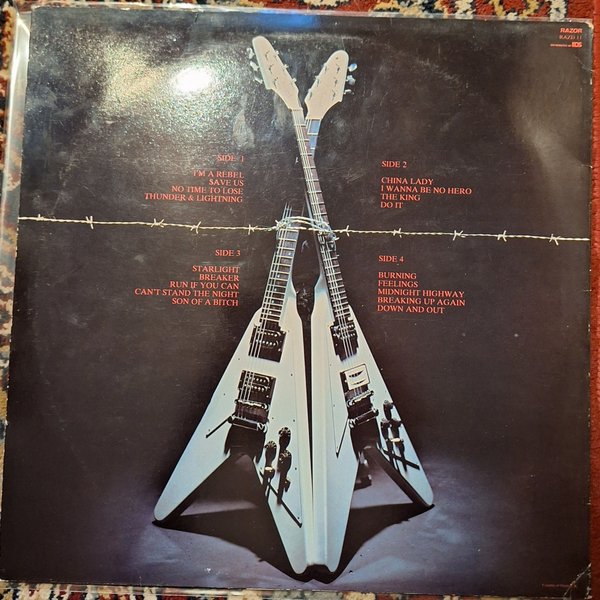 RAZOR
RAZD 11
SIDE 1
I'M A REBEL
SAVE US
NO TIME TO LOSE
THUNDER & LIGHTNING
SIDE 2
CHINA LADY
I WANNA BE NO HERO
THE KING
DO IT
SIDE 3
STARLIGHT
BREAKER
RUN IF YOU CAN
CAN'T STAND THE NIGHT
SON OF A BITCH
SIDE 4
BURNING
FEELINGS
MIDNIGHT HIGHWAY
BREAKING UP AGAIN
DOWN AND OUT